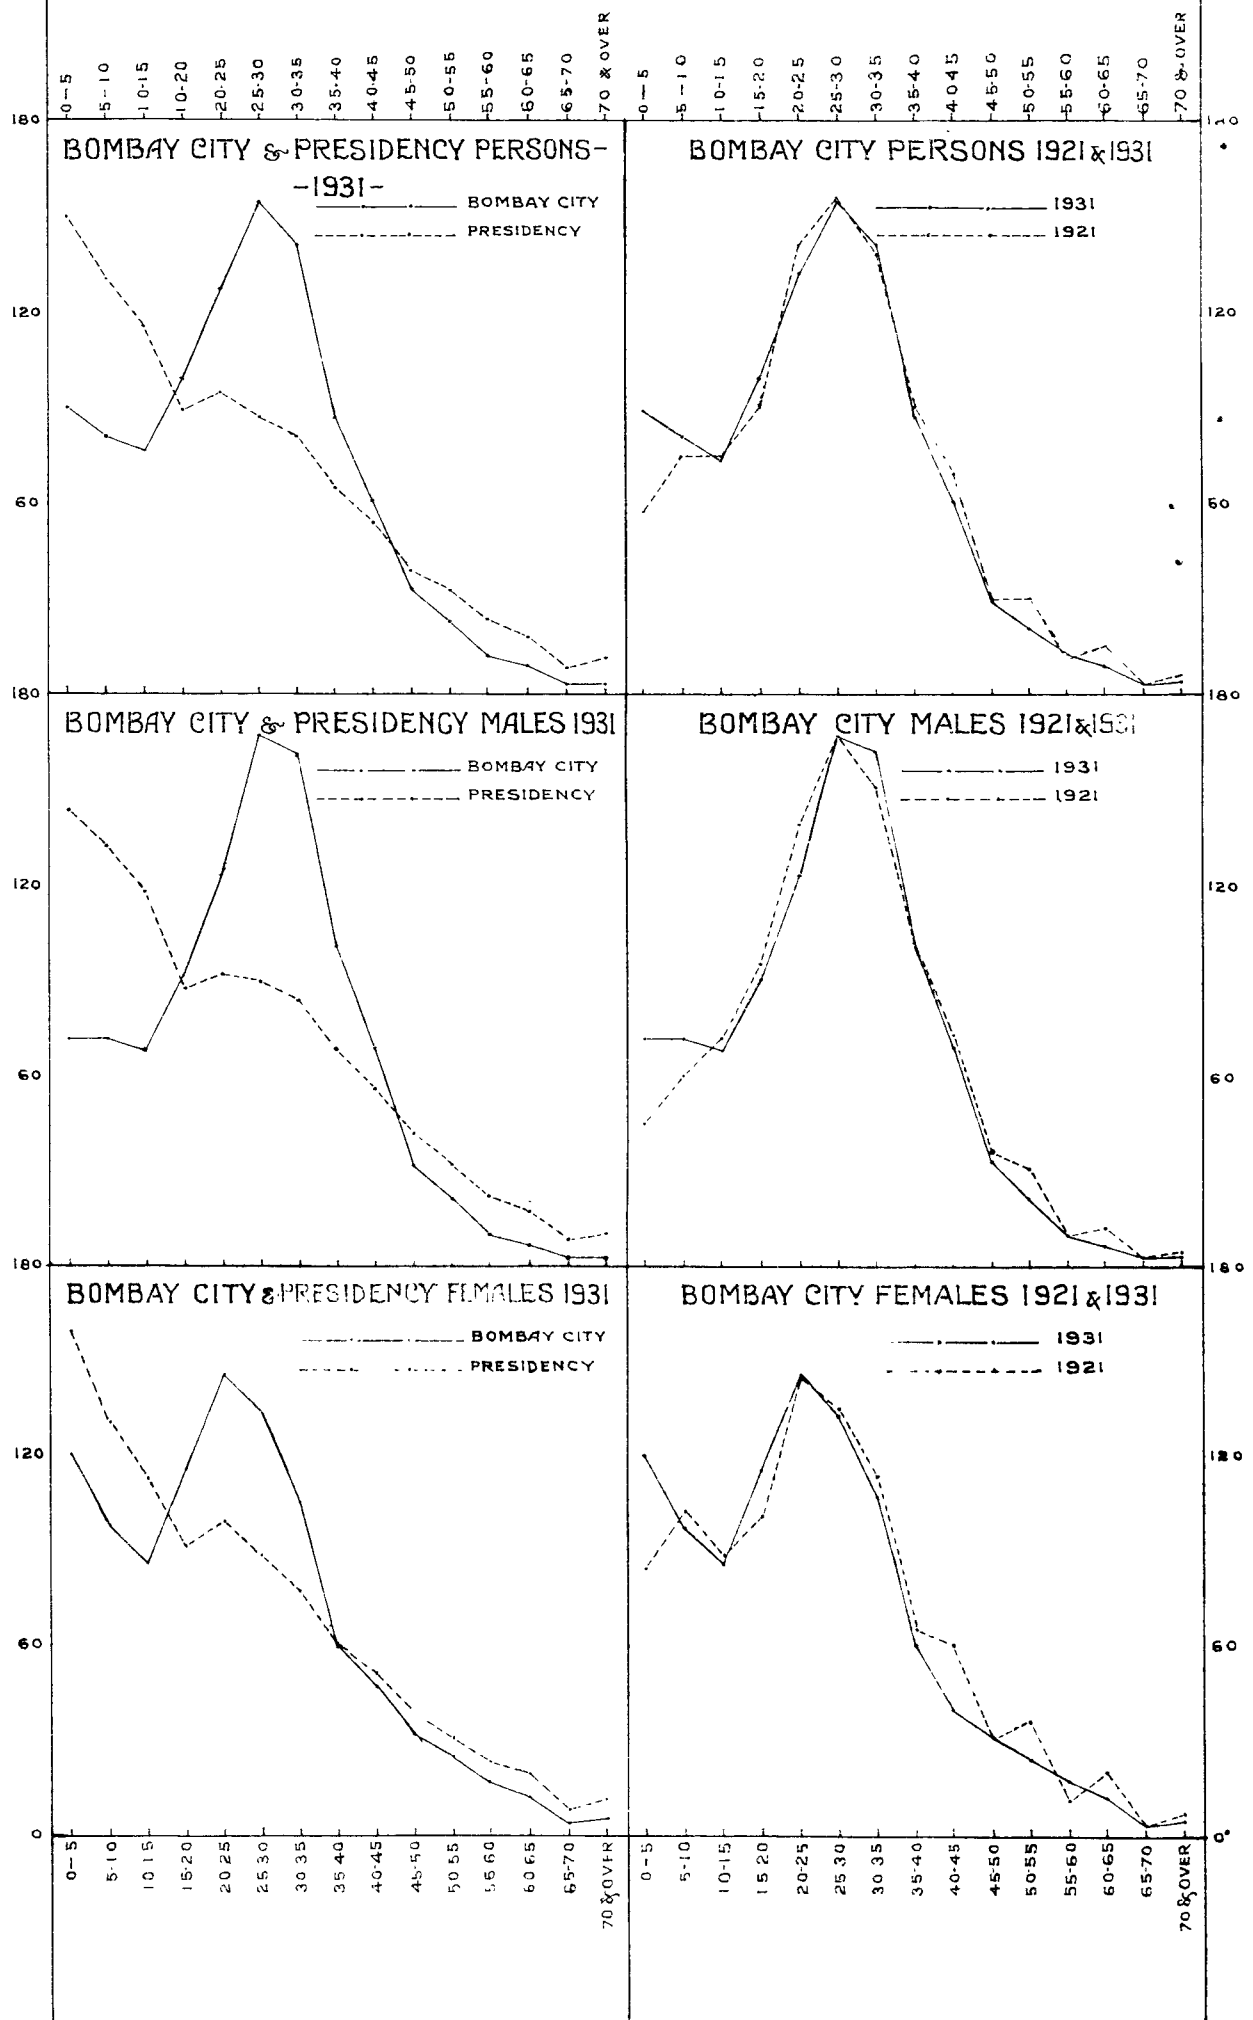 0-5 5-10 10-15 10-20 20-25 25-30 30-35 35-40 40-45 45-50 50-55 55-60 60-65 65-70 70 & OVER
0-5 5-10 10-15 15-20 20-25 25-30 30-35 35-40 40-45 45-50 50-55 55-60 60-65 65-70 70 & OVER
180
BOMBAY CITY & PRESIDENCY PERSONS-
-1931-
BOMBAY CITY
PRESIDENCY
120
60
BOMBAY CITY PERSONS 1921 & 1931
1931
1921
120
60
180
BOMBAY CITY & PRESIDENCY MALES 1931
BOMBAY CITY
PRESIDENCY
120
60
180
BOMBAY CITY MALES 1921 & 1931
1931
1921
120
60
180
BOMBAY CITY & PRESIDENCY FEMALES 1931
BOMBAY CITY
PRESIDENCY
120
60
0
180
BOMBAY CITY FEMALES 1921 & 1931
1931
1921
120
60
0
0-5 5-10 10-15 15-20 20-25 25-30 30-35 35-40 40-45 45-50 50-55 55-60 60-65 65-70 70 & OVER
0-5 5-10 10-15 15-20 20-25 25-30 30-35 35-40 40-45 45-50 50-55 55-60 60-65 65-70 70 & OVER